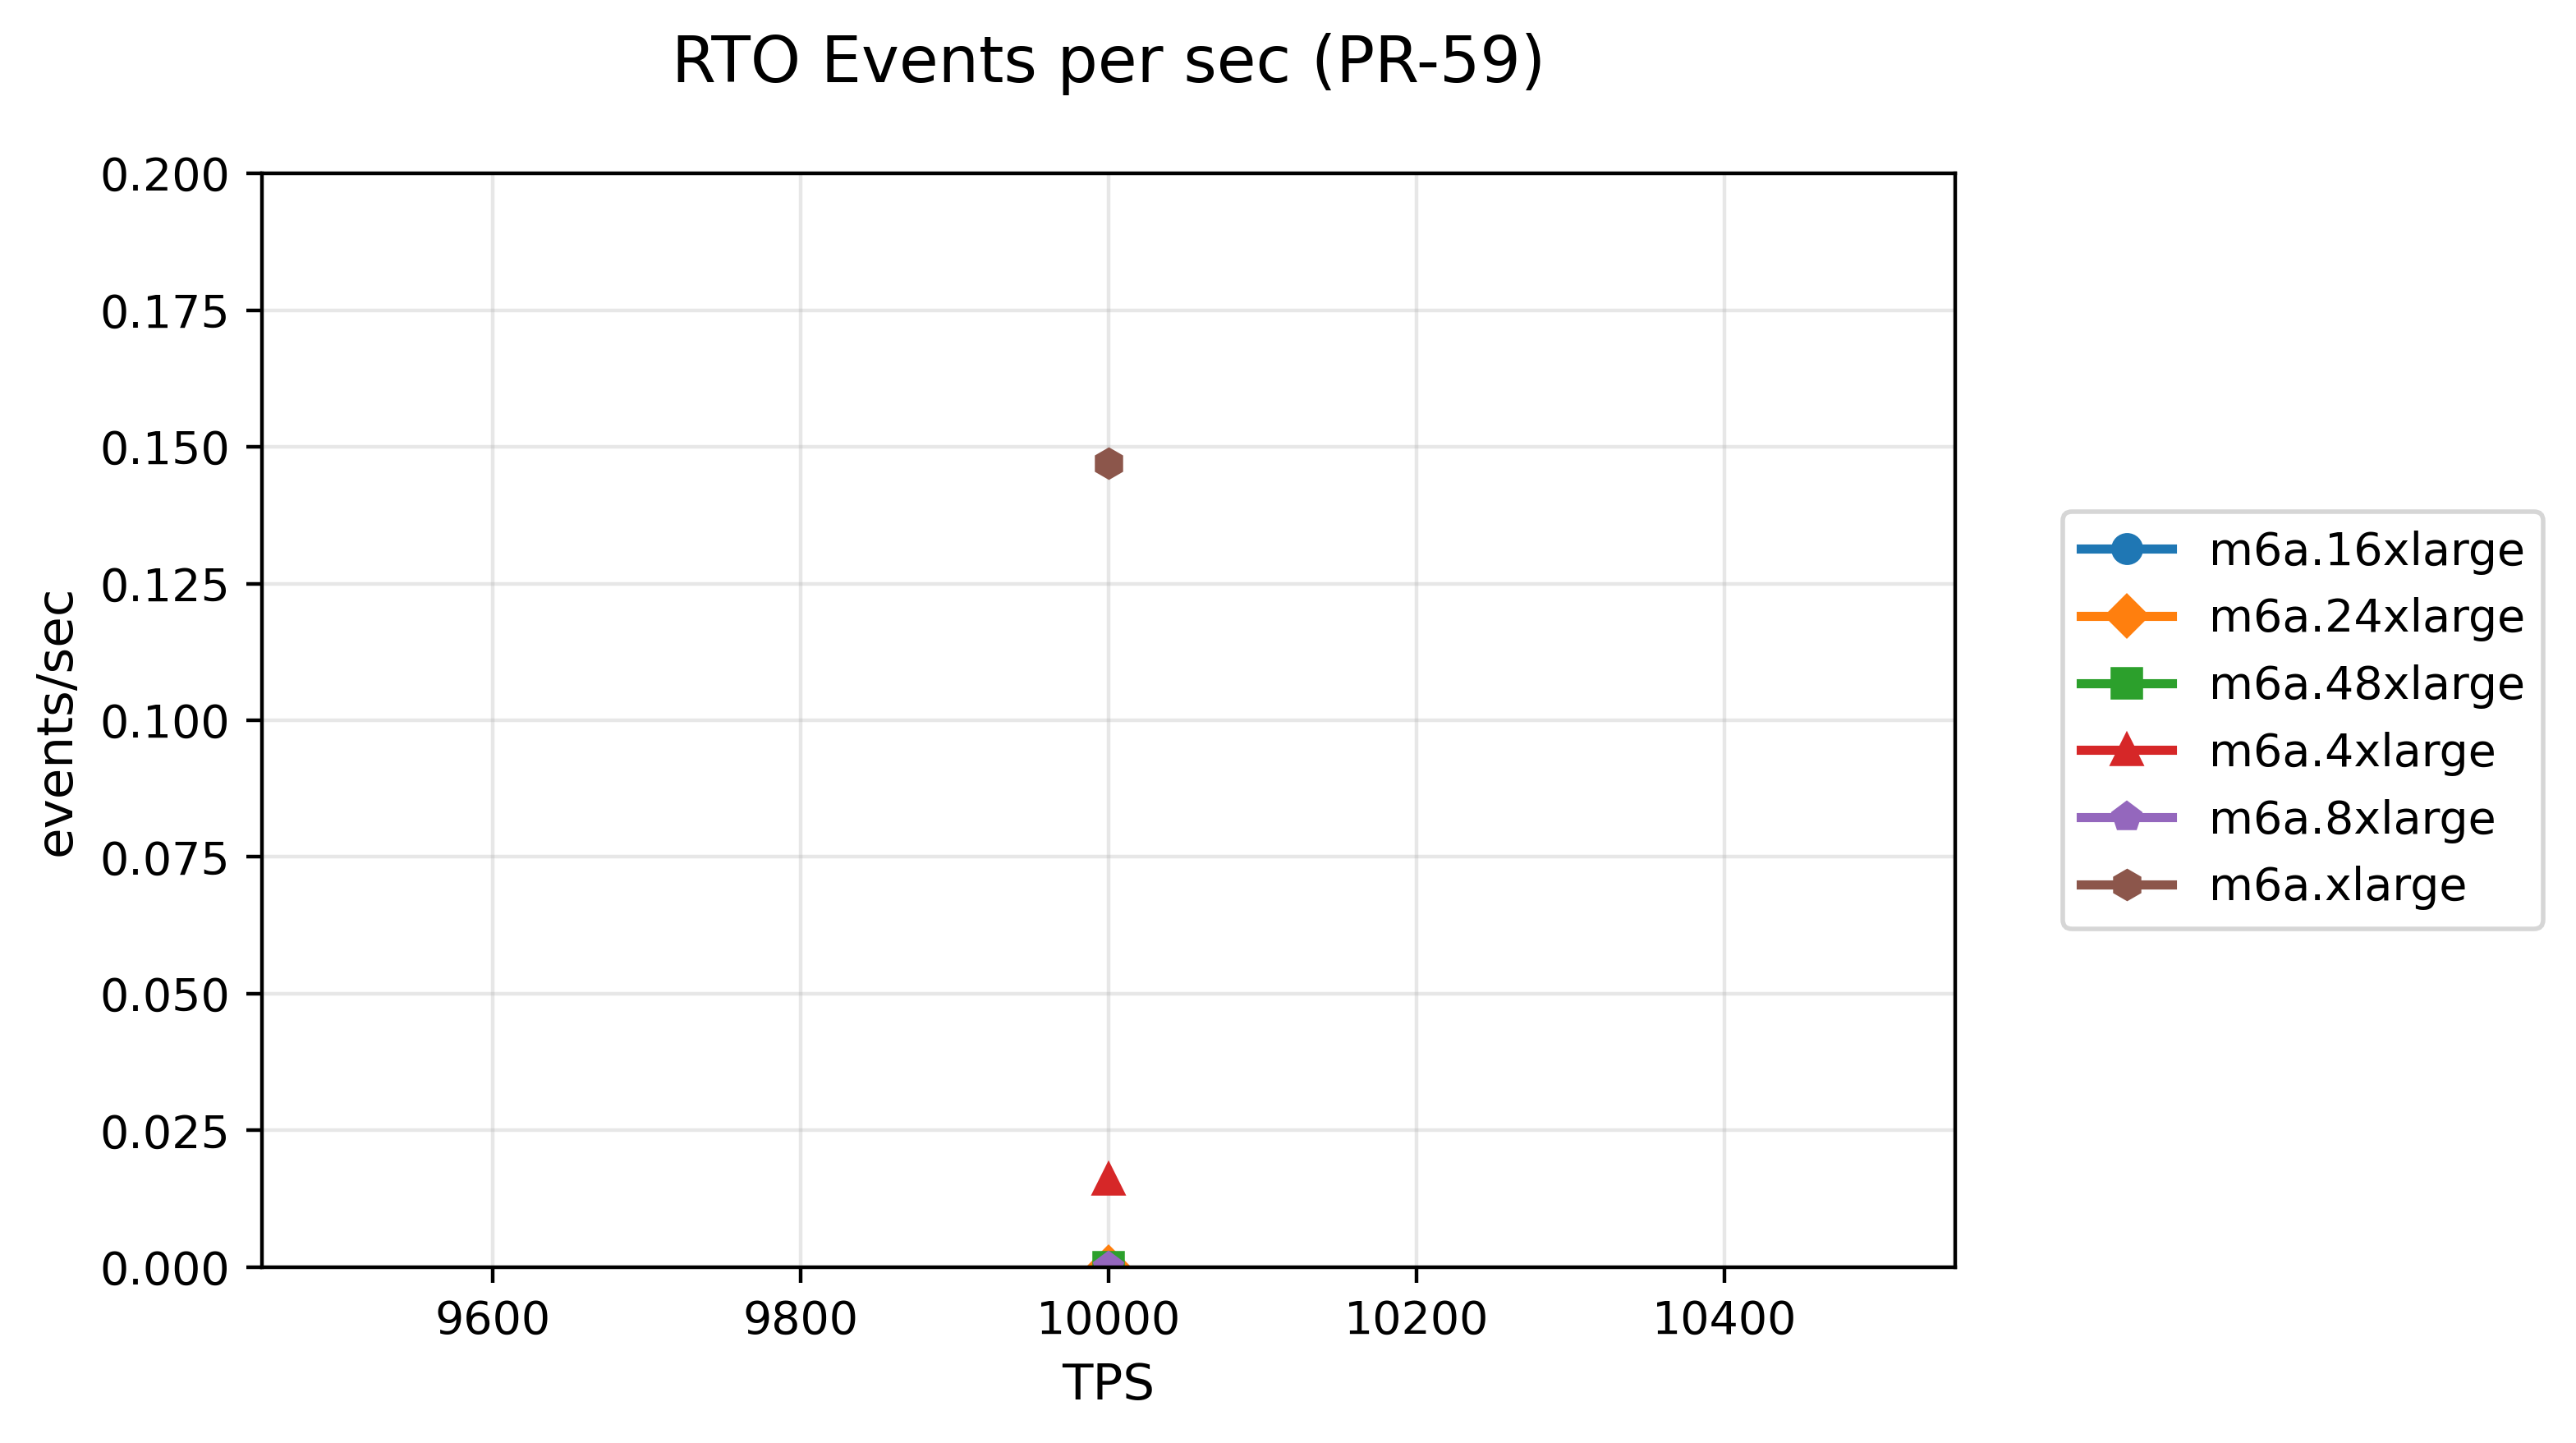 RTO Events per sec (PR-59)
0.200
0.175
0.150
0.125
0.100
0.075
0.050
0.025
0.000
events/sec
9600 9800 10000 10200 10400
TPS
m6a.16xlarge
m6a.24xlarge
m6a.48xlarge
m6a.4xlarge
m6a.8xlarge
m6a.xlarge